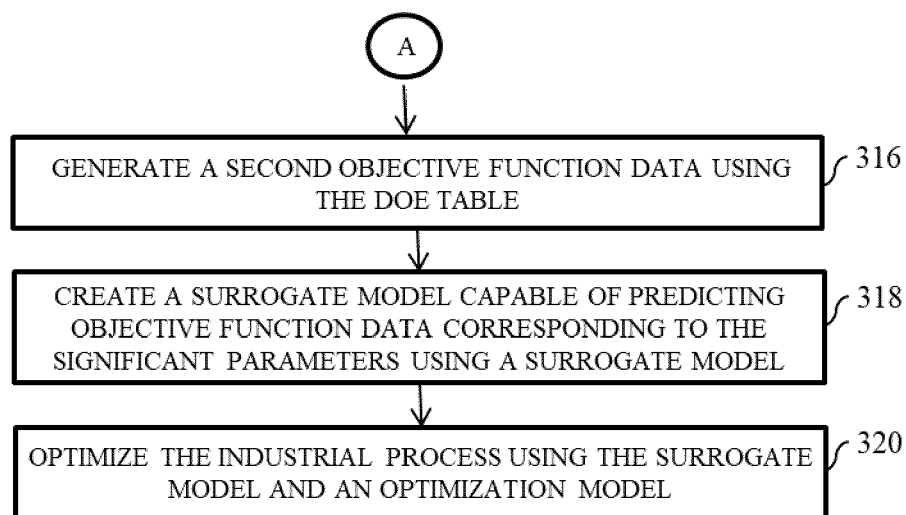 A
GENERATE A SECOND OBJECTIVE FUNCTION DATA USING
THE DOE TABLE
316
CREATE A SURROGATE MODEL CAPABLE OF PREDICTING
OBJECTIVE FUNCTION DATA CORRESPONDING TO THE
SIGNIFICANT PARAMETERS USING A SURROGATE MODEL
318
OPTIMIZE THE INDUSTRIAL PROCESS USING THE SURROGATE
MODEL AND AN OPTIMIZATION MODEL
320